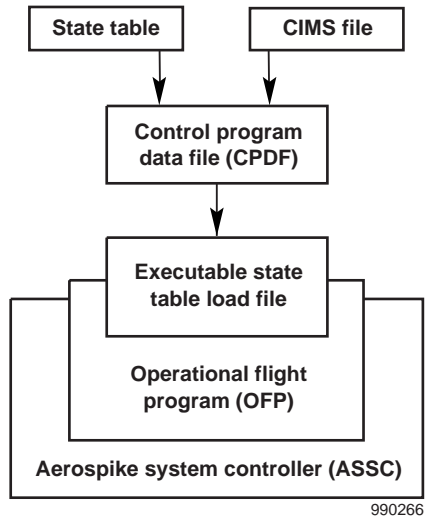 State table
CIMS file
Control program
data file (CPDF)
Executable state
table load file
Operational flight
program (OFP)
Aerospike system controller (ASSC)
990266